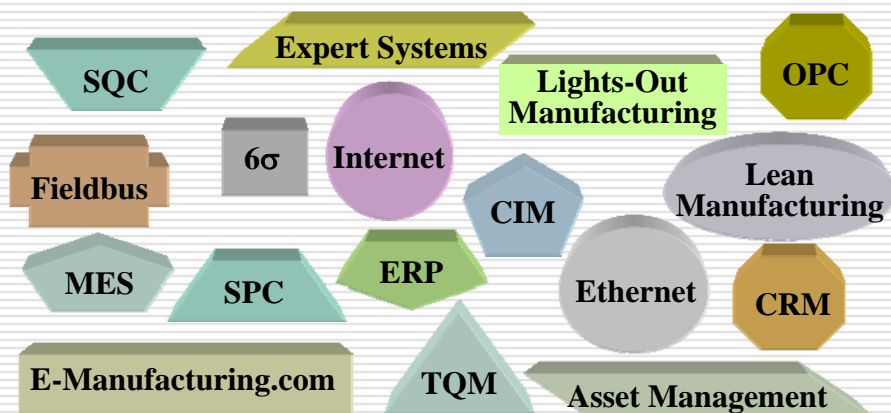 Expert Systems
SQC
Lights-Out
Manufacturing
OPC
6σ
Internet
Fieldbus
CIM
Lean
Manufacturing
MES
SPC
ERP
Ethernet
CRM
E-Manufacturing.com
TQM
Asset Management